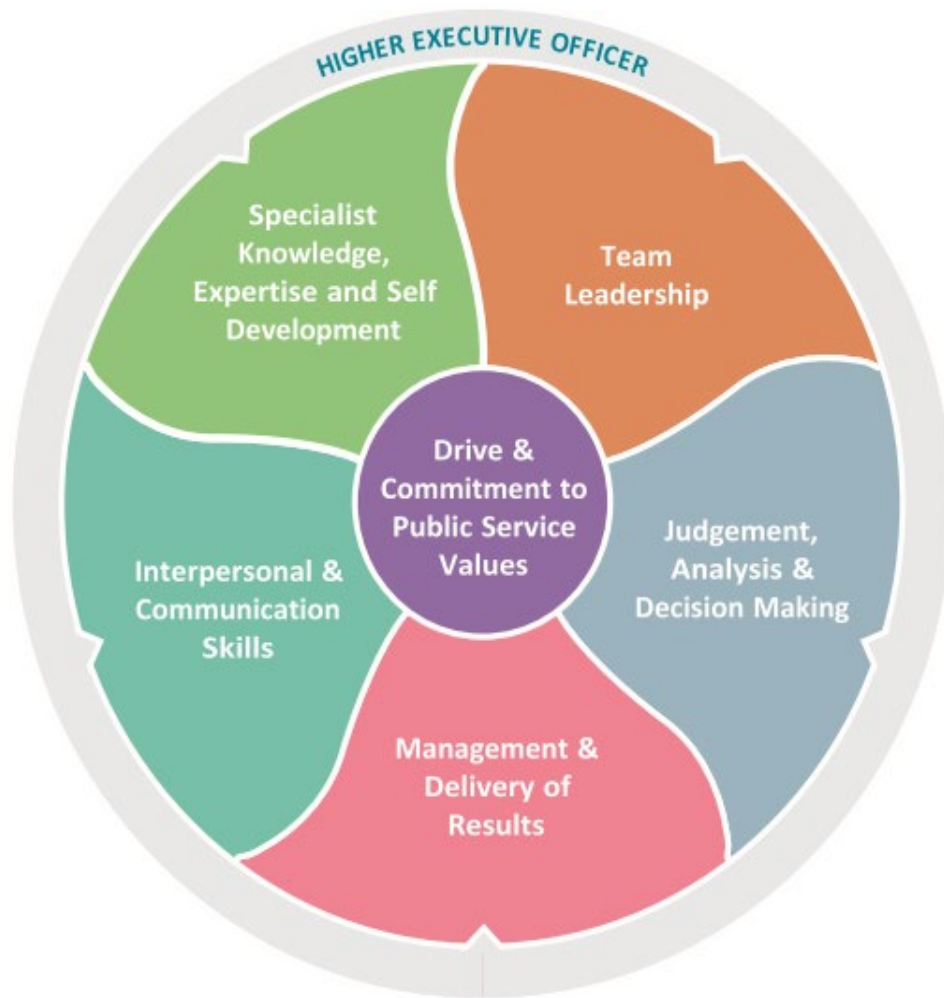 HIGHER EXECUTIVE OFFICER
Specialist
Knowledge,
Expertise and Self
Development
Team
Leadership
Drive &
Commitment to
Public Service
Values
Judgement,
Analysis &
Decision Making
Interpersonal &
Communication
Skills
Management &
Delivery of
Results